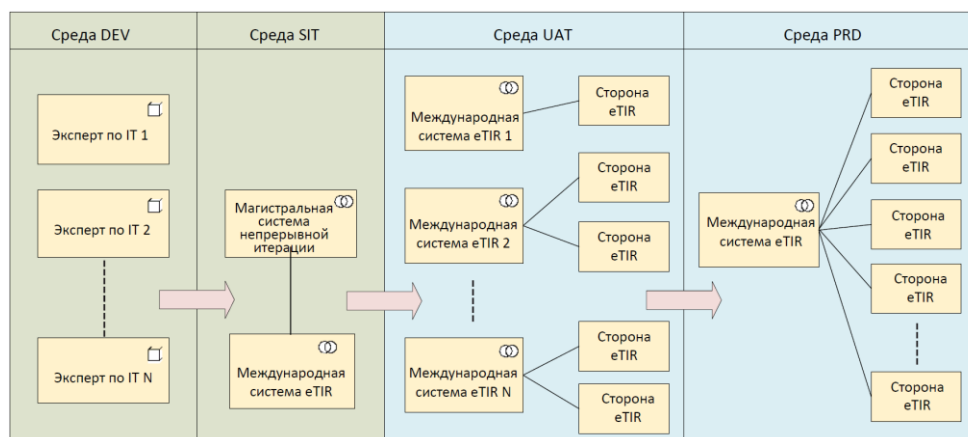 Среда DEV
Среда SIT
Среда UAT
Среда PRD
Эксперт по IT 1
Эксперт по IT 2
Эксперт по IT N
Магистральная
система
непрерывной
итерации
Международная
система eTIR
Международная
система eTIR 1
Сторона
eTIR
Международная
система eTIR 2
Сторона
eTIR
Сторона
eTIR
Международная
система eTIR N
Сторона
eTIR
Сторона
eTIR
Международная
система eTIR
Сторона
eTIR
Сторона
eTIR
Сторона
eTIR
Сторона
eTIR
Сторона
eTIR